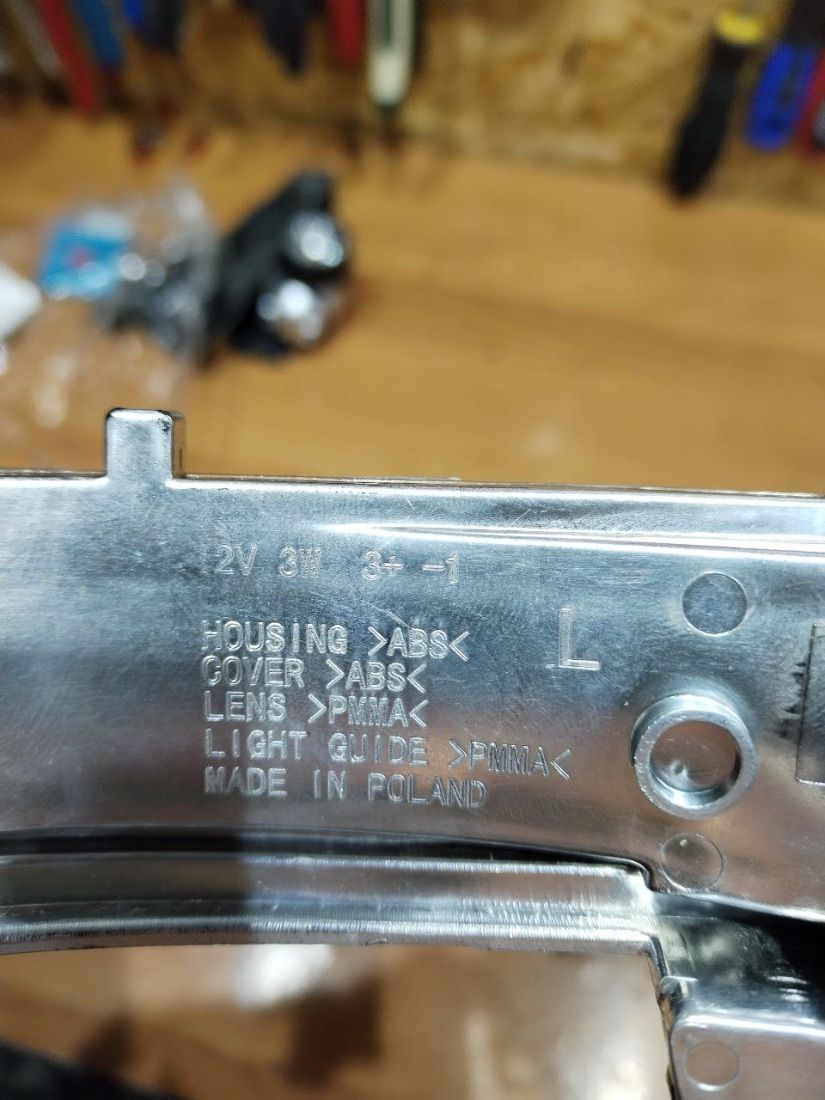 12V 3W 3+ -1
HOUSING >ABS<
L
COVER >ABS<
LENS >PMMA<
LIGHT GUIDE >PMMA<
MADE IN POLAND